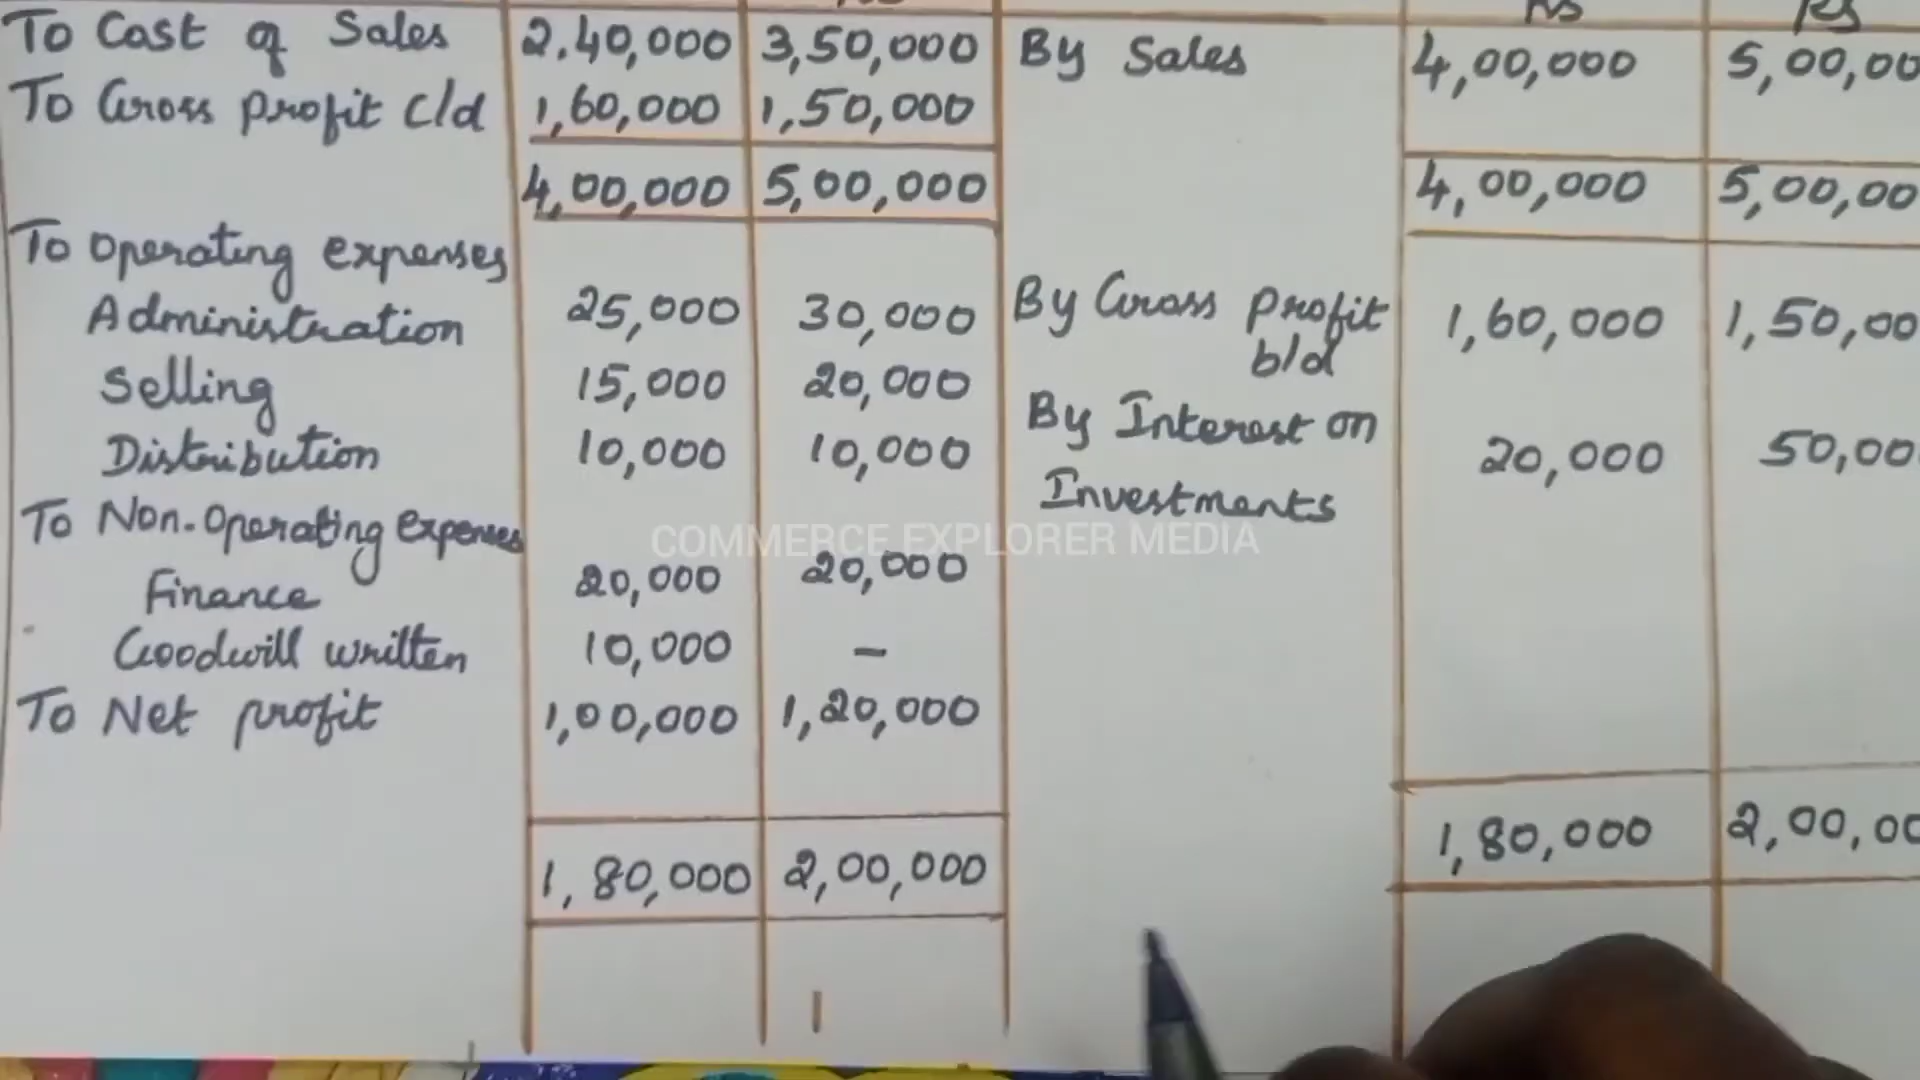 Rs Rs
To Cost of Sales 2.40,000 3,50,000 By Sales 4,00,000 5,00,00
To Gross profit c/d 1,60,000 1,50,000
4,00,000 5,00,000 4,00,000 5,00,00
To Operating expenses
Administration 25,000 30,000 By Gross profit b/d 1,60,000 1,50,00
Selling 15,000 20,000
Distribution 10,000 10,000 By Interest on Investments 20,000 50,00
To Non-Operating Expenses
Finance 20,000 20,000
Goodwill written 10,000 -
To Net profit 1,00,000 1,20,000
1,80,000 2,00,000 1,80,000 2,00,00
COMMERCE EXPLORER MEDIA